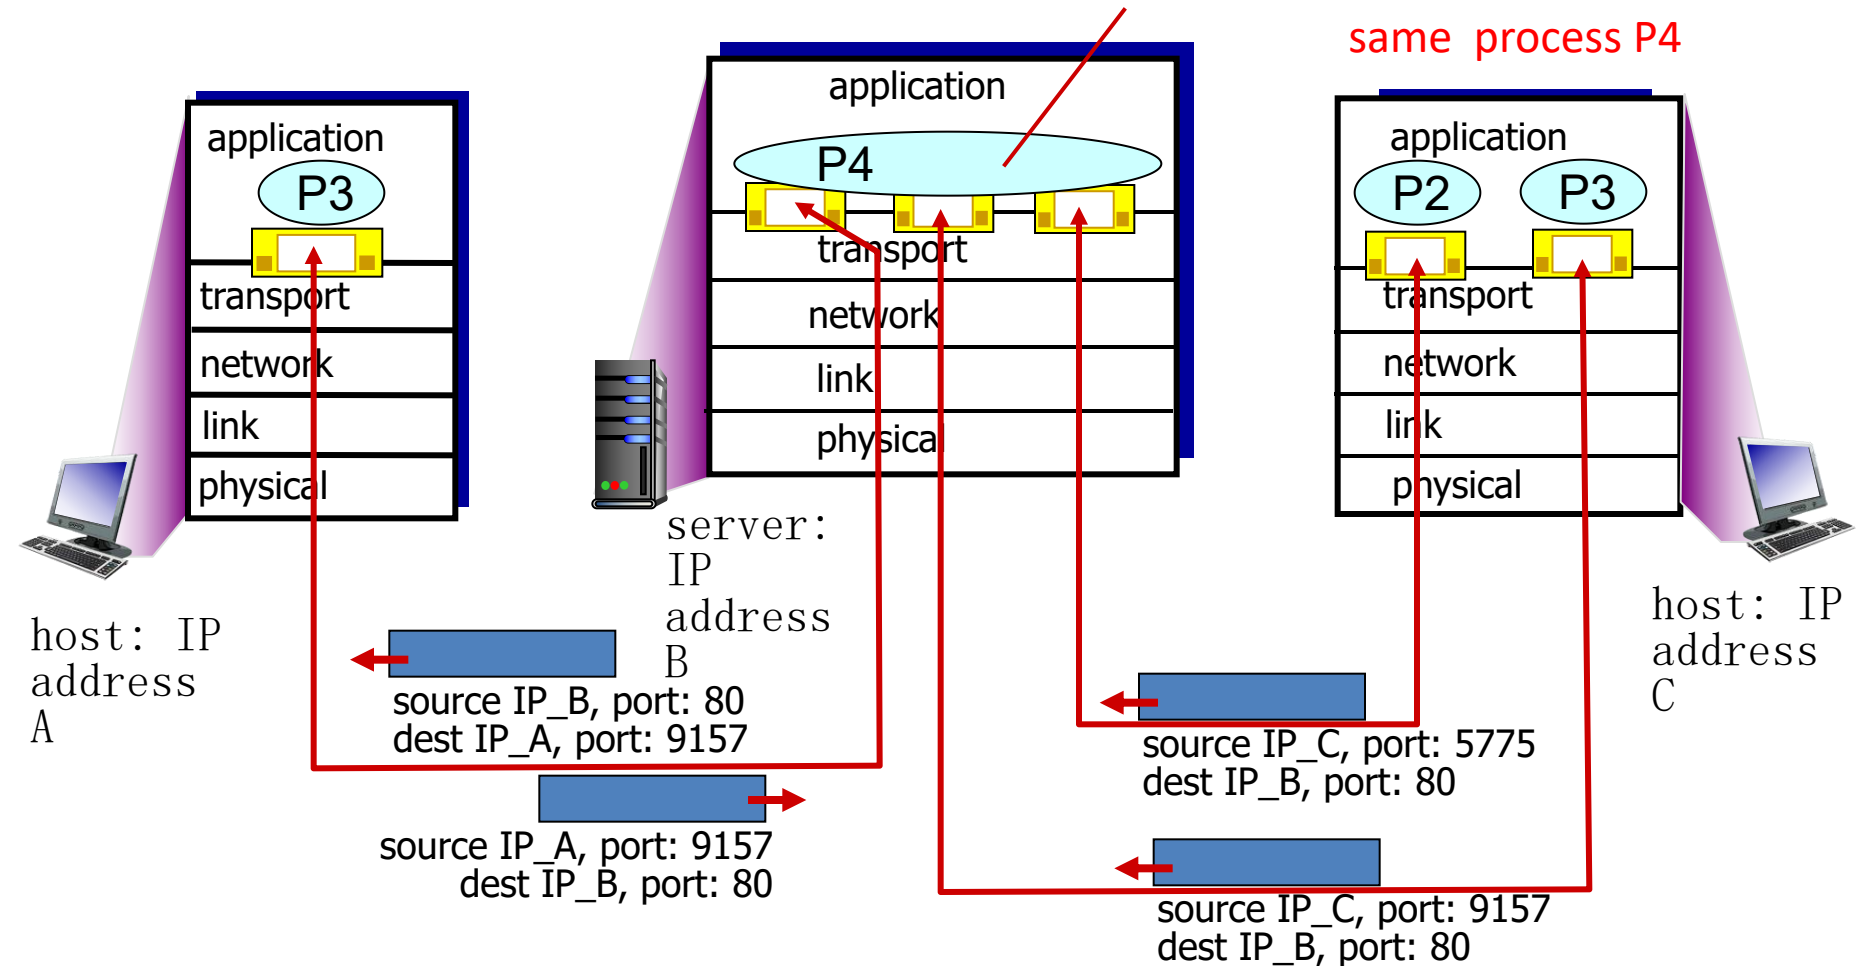 same process P4
application
P3
transport
network
link
physical
host: IP
address
A
application
P4
transport
network
link
physical
server:
IP
address
B
application
P2
P3
transport
network
link
physical
host: IP
address
C
source IP_B, port: 80
dest IP_A, port: 9157
source IP_A, port: 9157
dest IP_B, port: 80
source IP_C, port: 5775
dest IP_B, port: 80
source IP_C, port: 9157
dest IP_B, port: 80